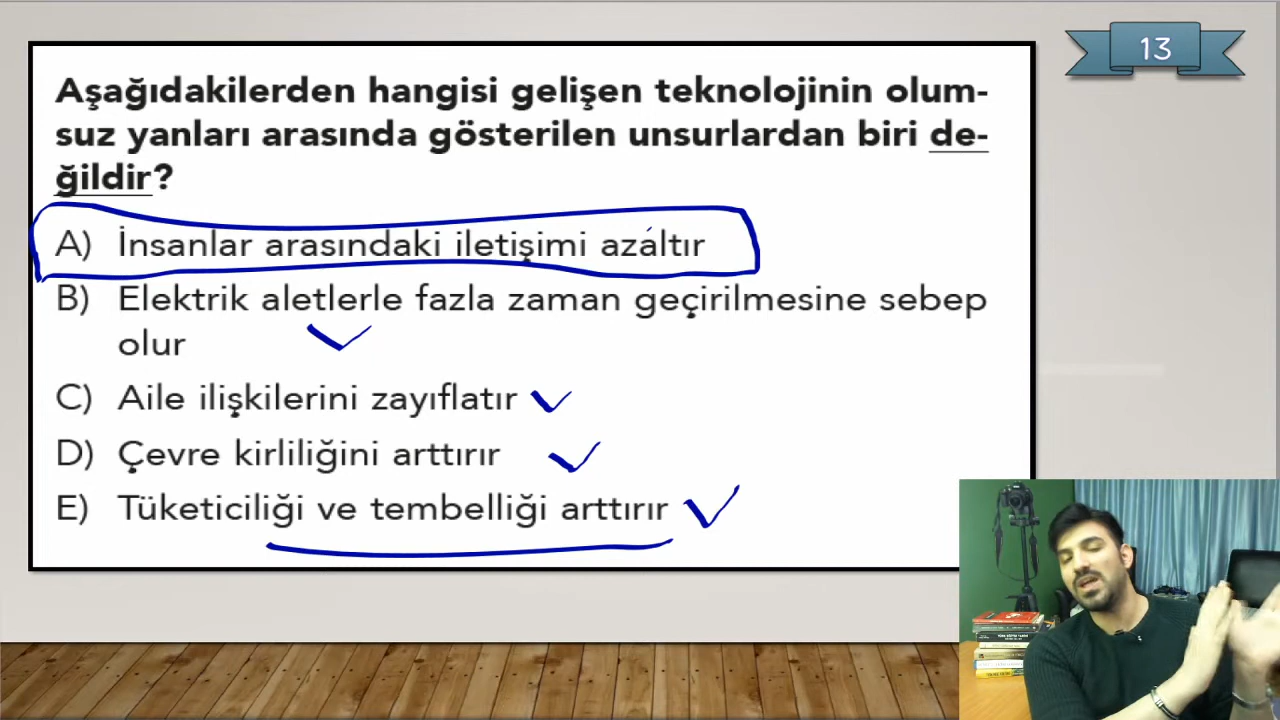 13
Aşağıdakilerden hangisi gelişen teknolojinin olum-
suz yanları arasında gösterilen unsurlardan biri de-
ğildir?
A) İnsanlar arasındaki iletişimi azaltır
B) Elektrik aletlerle fazla zaman geçirilmesine sebep
olur
C) Aile ilişkilerini zayıflatır
D) Çevre kirliliğini arttırır
E) Tüketiciliği ve tembelliği arttırır